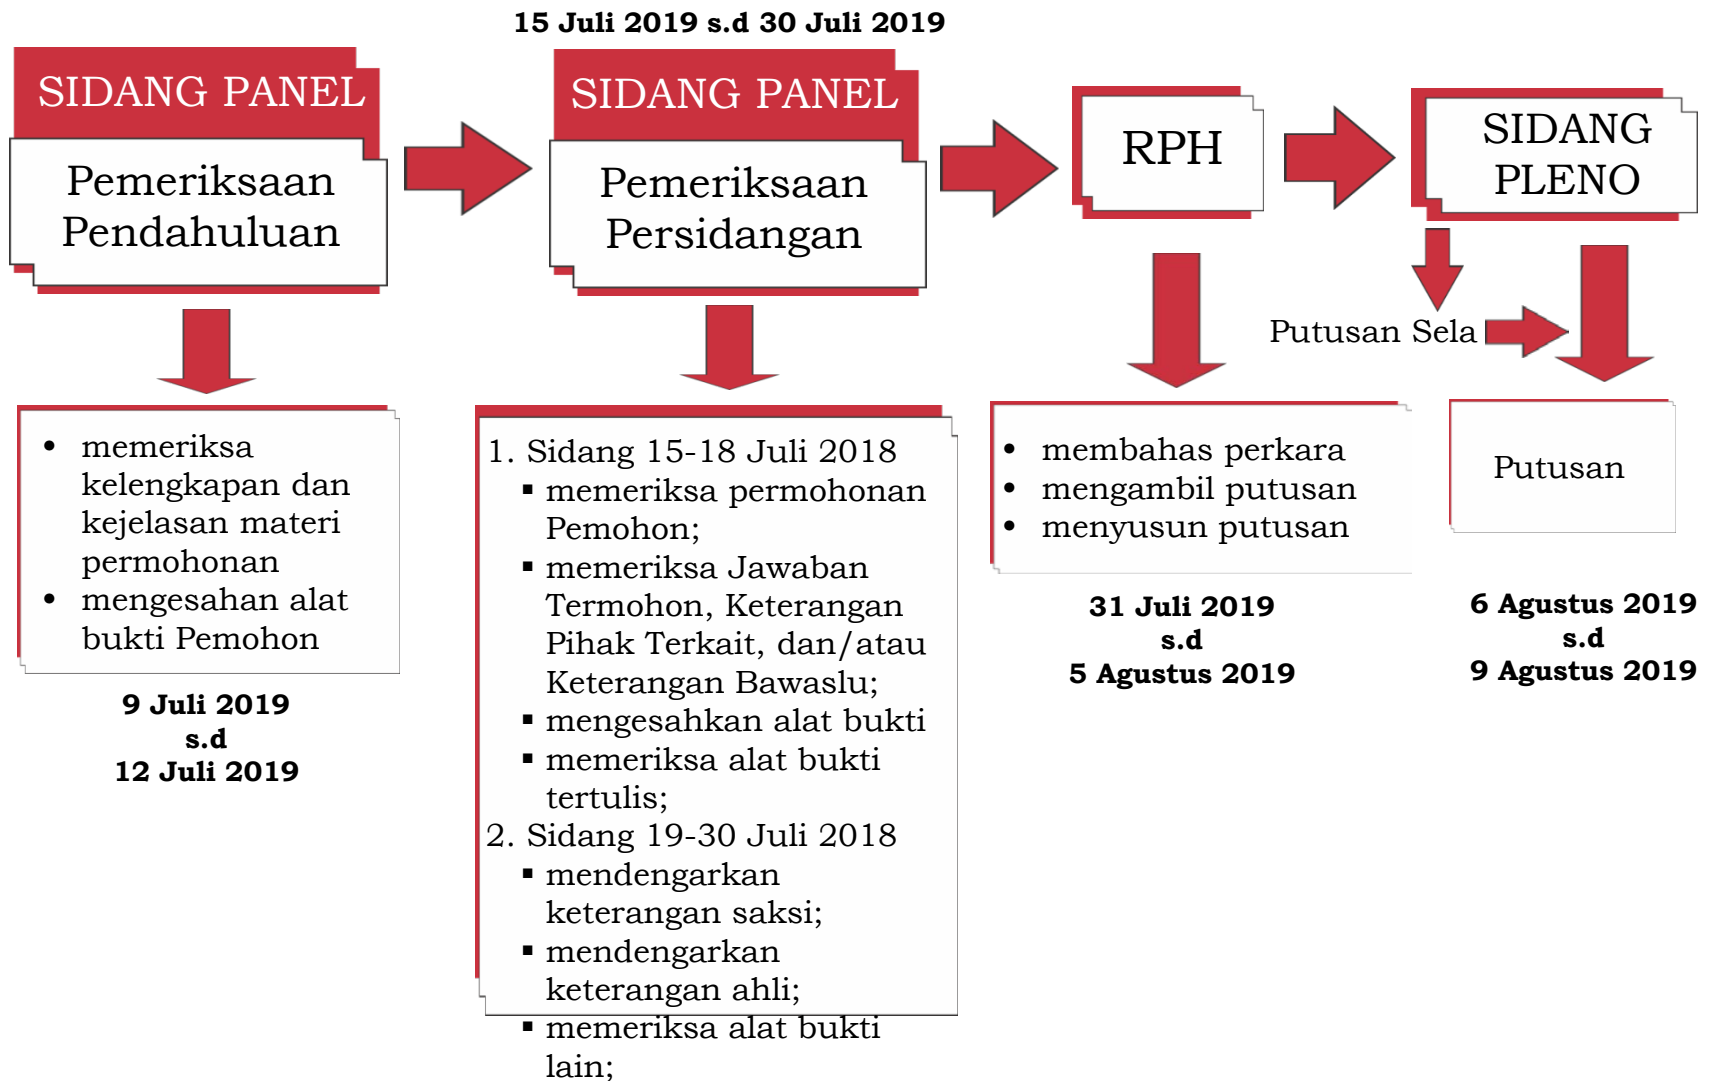 15 Juli 2019 s.d 30 Juli 2019
SIDANG PANEL
Pemeriksaan
Pendahuluan
SIDANG PANEL
Pemeriksaan
Persidangan
RPH
SIDANG
PLENO
Putusan Sela
• memeriksa
kelengkapan dan
kejelasan materi
permohonan
• mengesahan alat
bukti Pemohon
9 Juli 2019
s.d
12 Juli 2019
1. Sidang 15-18 Juli 2018
▪ memeriksa permohonan
Pemohon;
▪ memeriksa Jawaban
Termohon, Keterangan
Pihak Terkait, dan/atau
Keterangan Bawaslu;
▪ mengesahkan alat bukti
▪ memeriksa alat bukti
tertulis;
2. Sidang 19-30 Juli 2018
▪ mendengarkan
keterangan saksi;
▪ mendengarkan
keterangan ahli;
▪ memeriksa alat bukti
lain;
• membahas perkara
• mengambil putusan
• menyusun putusan
31 Juli 2019
s.d
5 Agustus 2019
Putusan
6 Agustus 2019
s.d
9 Agustus 2019